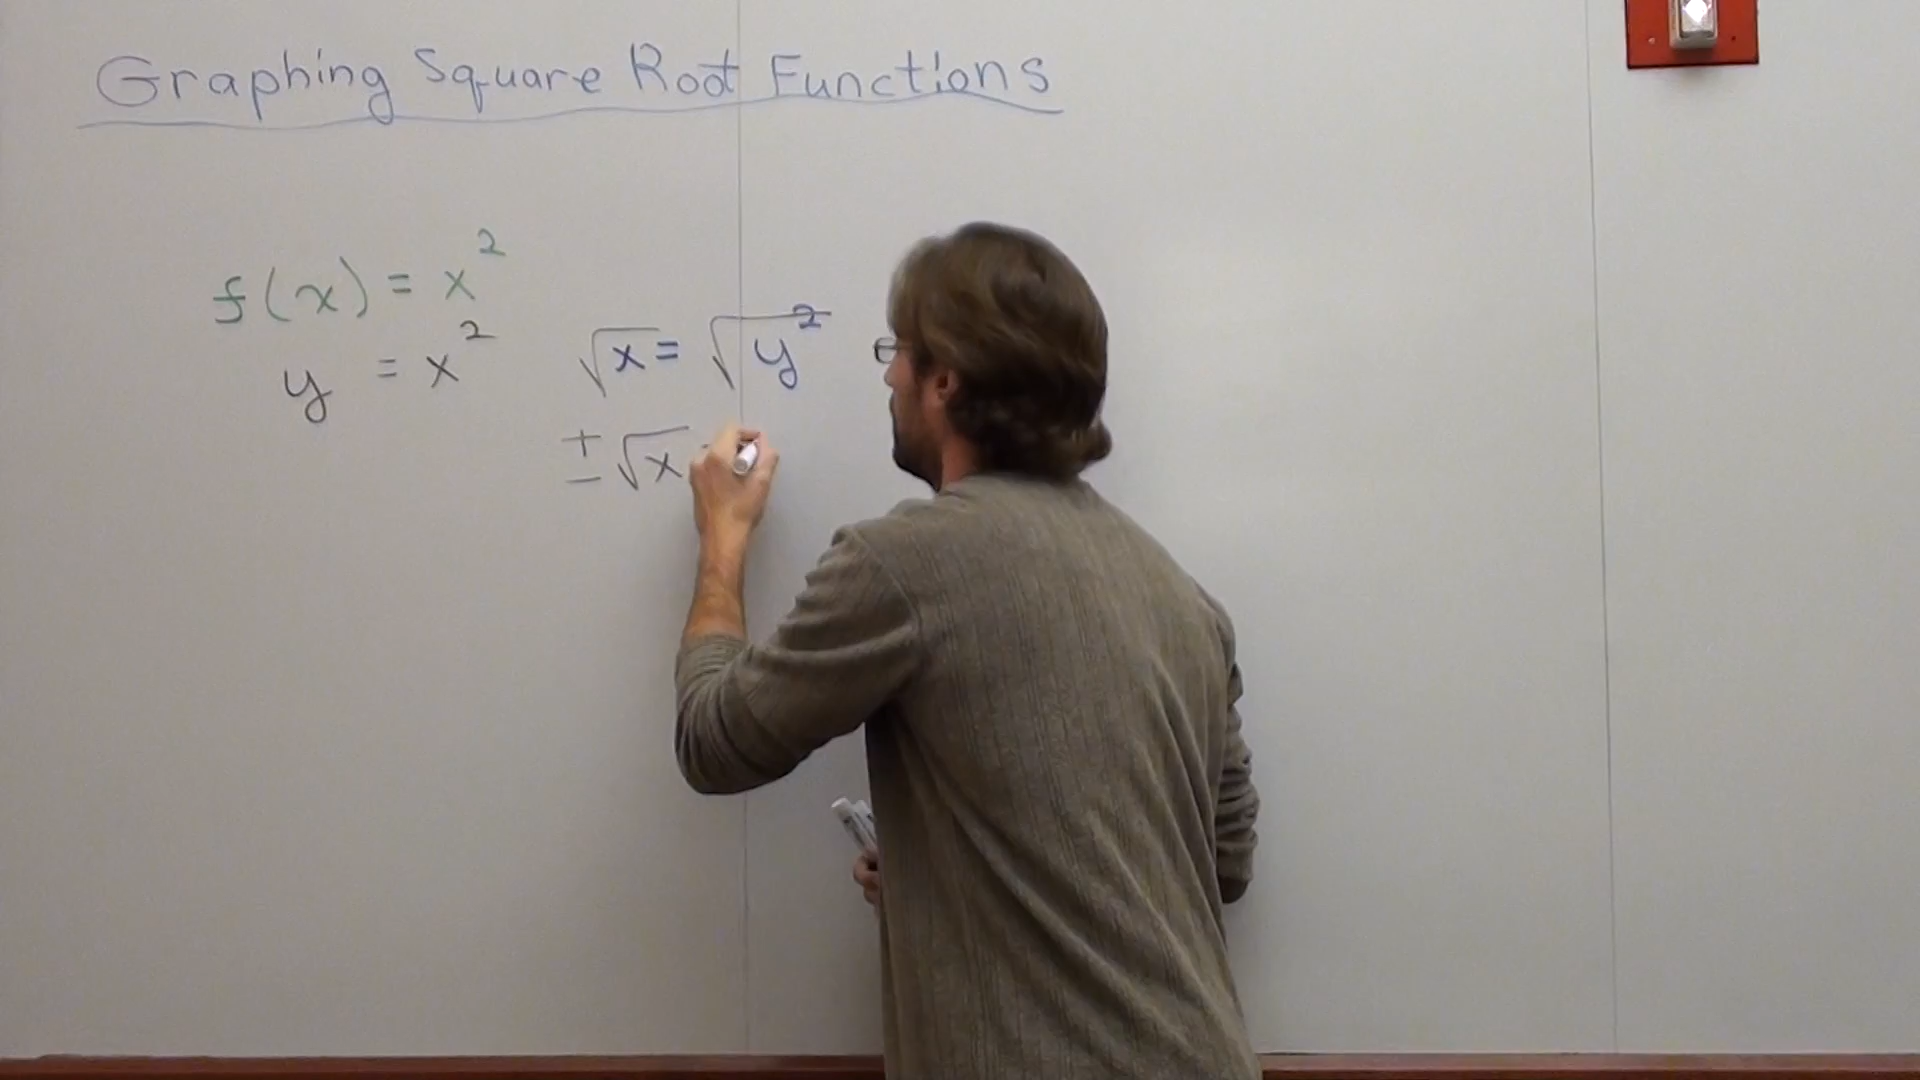 Graphing Square Root Functions
f(x) = x²
y = x²
√x = √y²
± √x